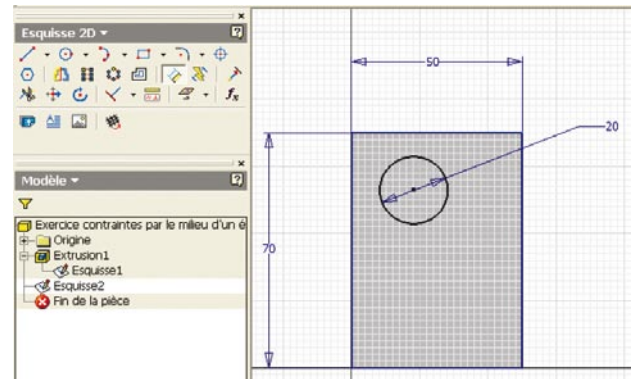 Esquisse 2D
fx
Modèle
Exercice contraintes par le milieu d'un é
Origine
Extrusion1
Esquisse1
Esquisse2
Fin de la pièce
50
20
70